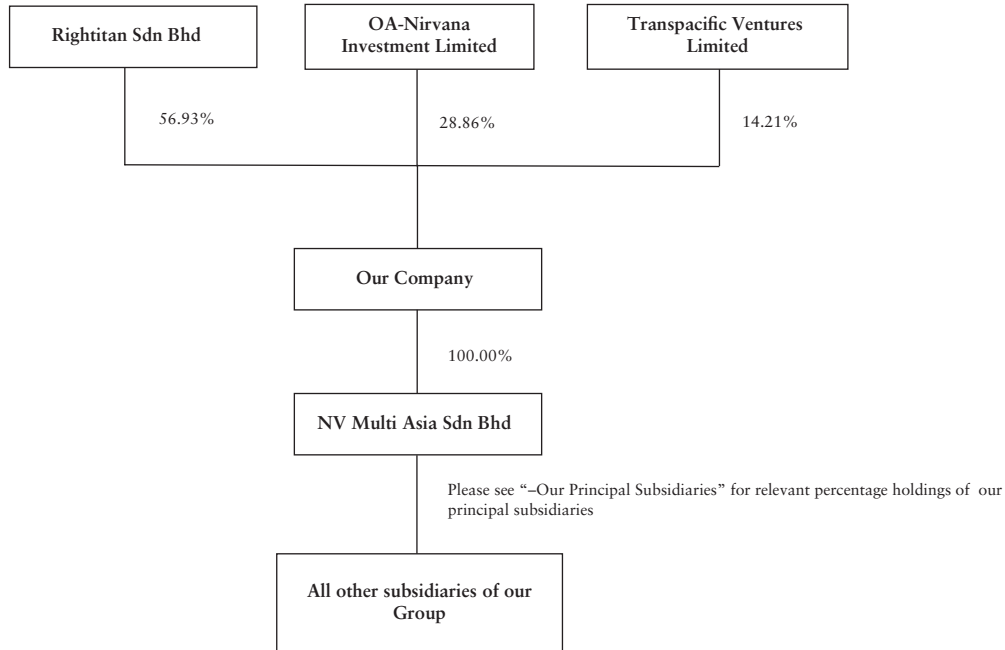 Rightitan Sdn Bhd
OA-Nirvana
Investment Limited
Transpacific Ventures
Limited
56.93%
28.86%
14.21%
Our Company
100.00%
NV Multi Asia Sdn Bhd
Please see “–Our Principal Subsidiaries” for relevant percentage holdings of our
principal subsidiaries
All other subsidiaries of our
Group